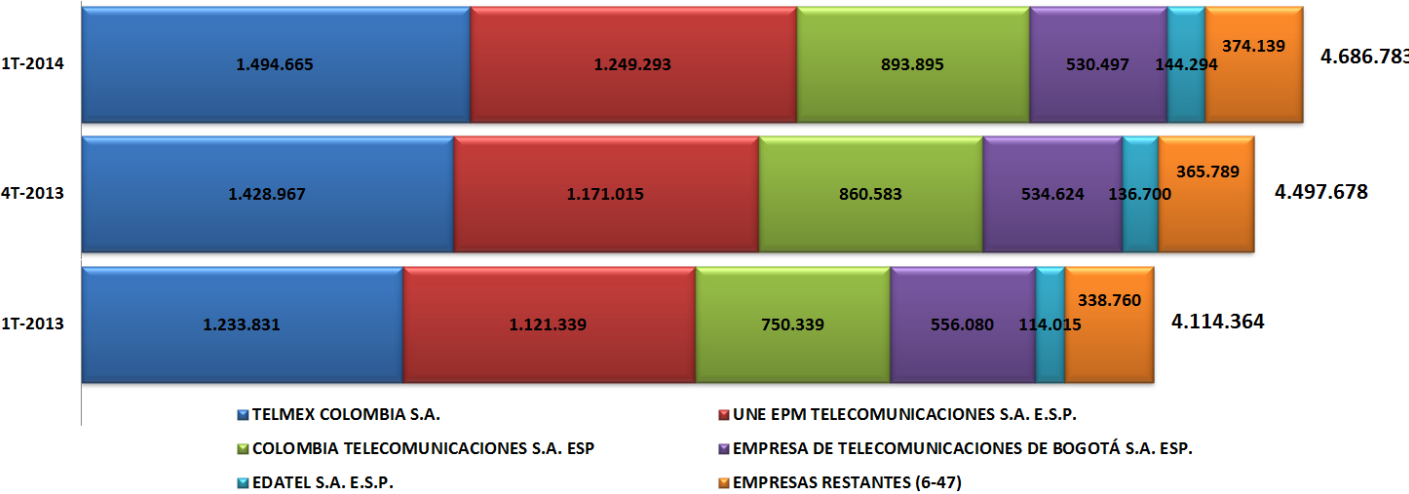 1T-2014 1.494.665 1.249.293 893.895 530.497 144.294 374.139 4.686.783
4T-2013 1.428.967 1.171.015 860.583 534.624 136.700 365.789 4.497.678
1T-2013 1.233.831 1.121.339 750.339 556.080 114.015 338.760 4.114.364
TELMEX COLOMBIA S.A. UNE EPM TELECOMUNICACIONES S.A. E.S.P.
COLOMBIA TELECOMUNICACIONES S.A. ESP EMPRESA DE TELECOMUNICACIONES DE BOGOTÁ S.A. ESP.
EDATEL S.A. E.S.P. EMPRESAS RESTANTES (6-47)